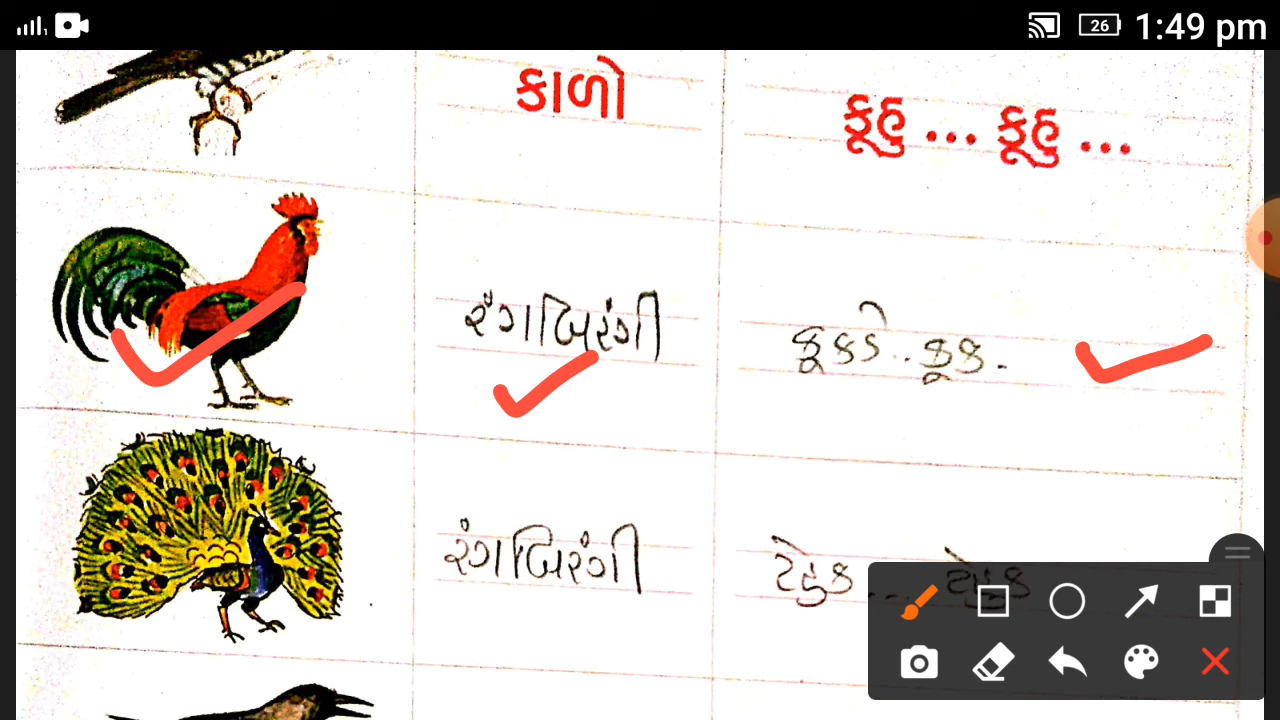 26 1:49 pm
કાળો
કૂહુ ... કૂહુ ...
રંગબિરંગી
કૂકડે .. કૂક .
રંગબિરંગી
ટેહુક ... ટેહુક